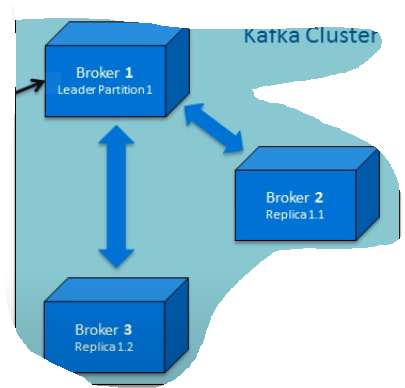 Kafka Cluster
Broker 1
Leader Partition 1
Broker 2
Replica 1.1
Broker 3
Replica 1.2